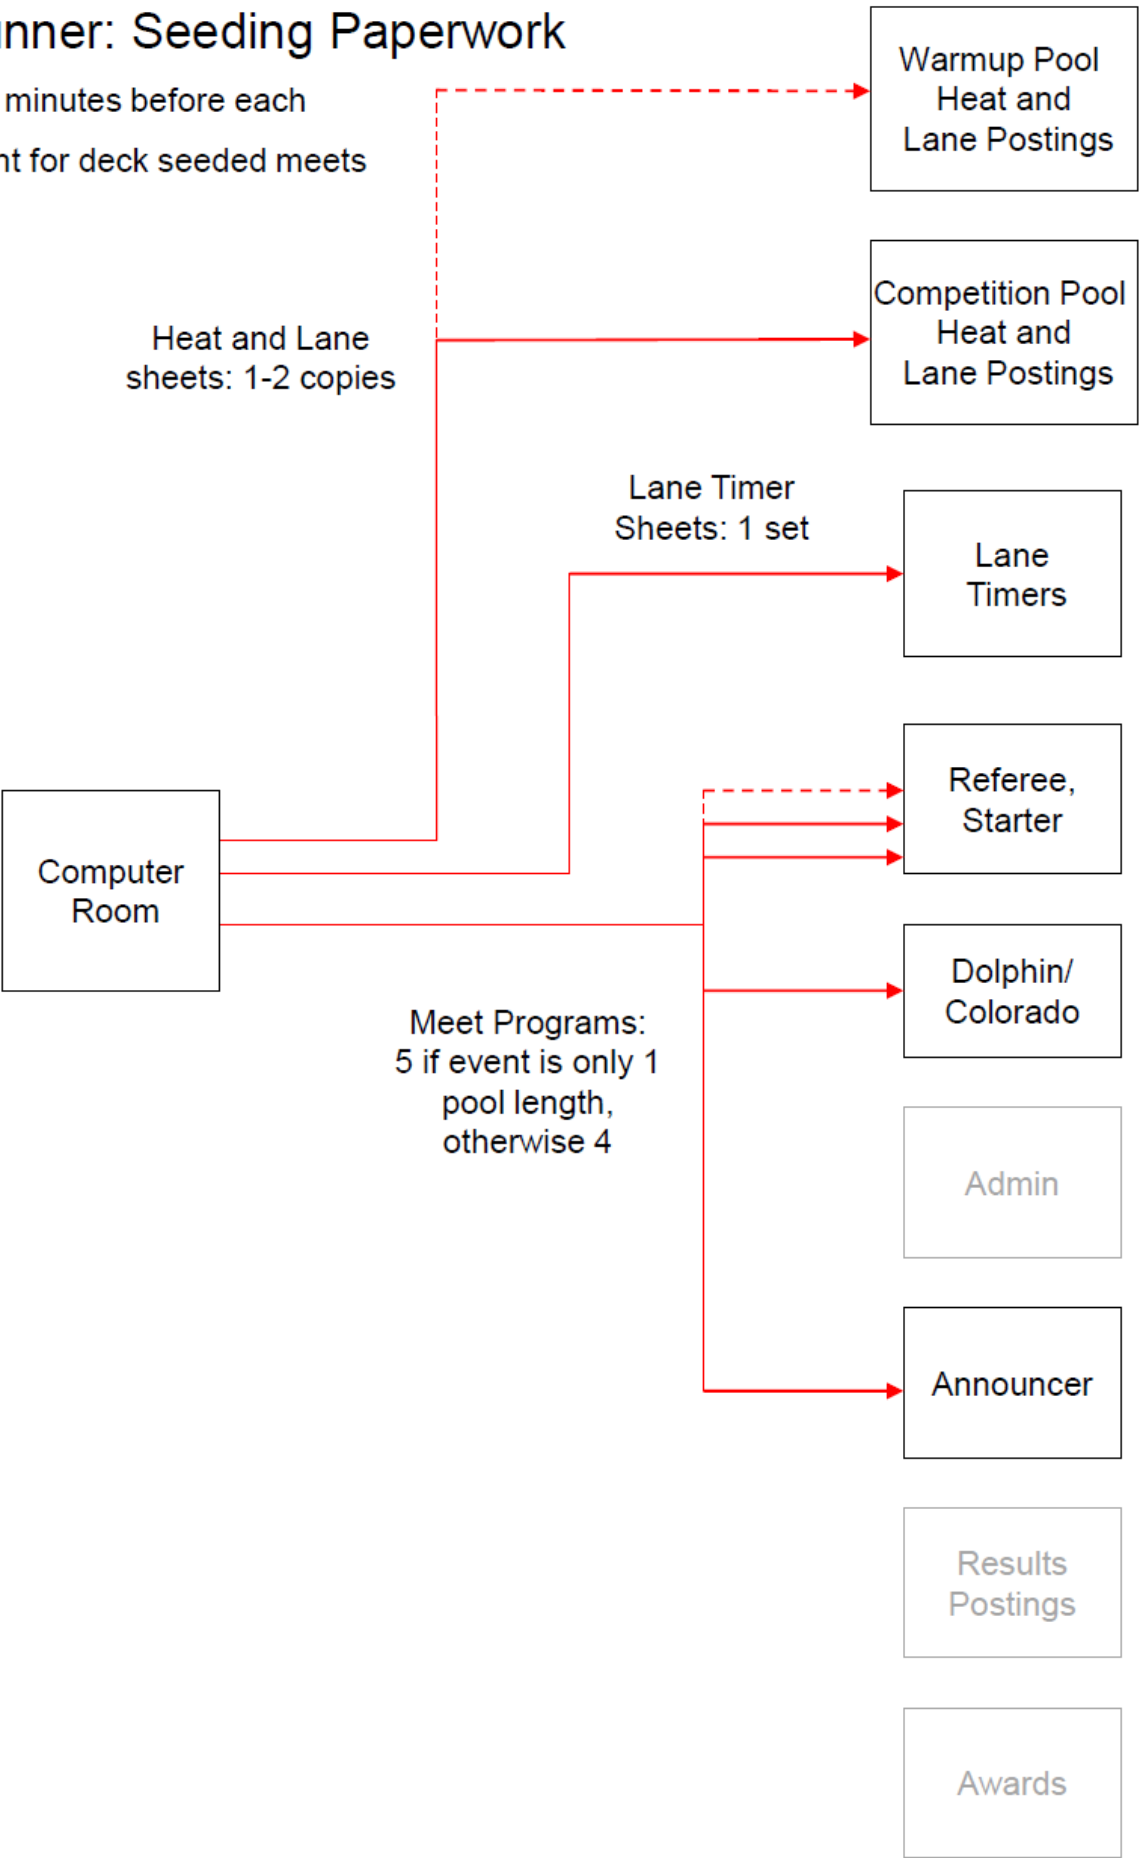 nner: Seeding Paperwork
minutes before each
nt for deck seeded meets
Warmup Pool
Heat and
Lane Postings
Competition Pool
Heat and
Lane Postings
Heat and Lane
sheets: 1-2 copies
Lane Timer
Sheets: 1 set
Lane
Timers
Referee,
Starter
Computer
Room
Dolphin/
Colorado
Meet Programs:
5 if event is only 1
pool length,
otherwise 4
Admin
Announcer
Results
Postings
Awards